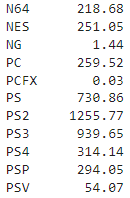 N64 218.68
NES 251.05
NG 1.44
PC 259.52
PCFX 0.03
PS 730.86
PS2 1255.77
PS3 939.65
PS4 314.14
PSP 294.05
PSV 54.07